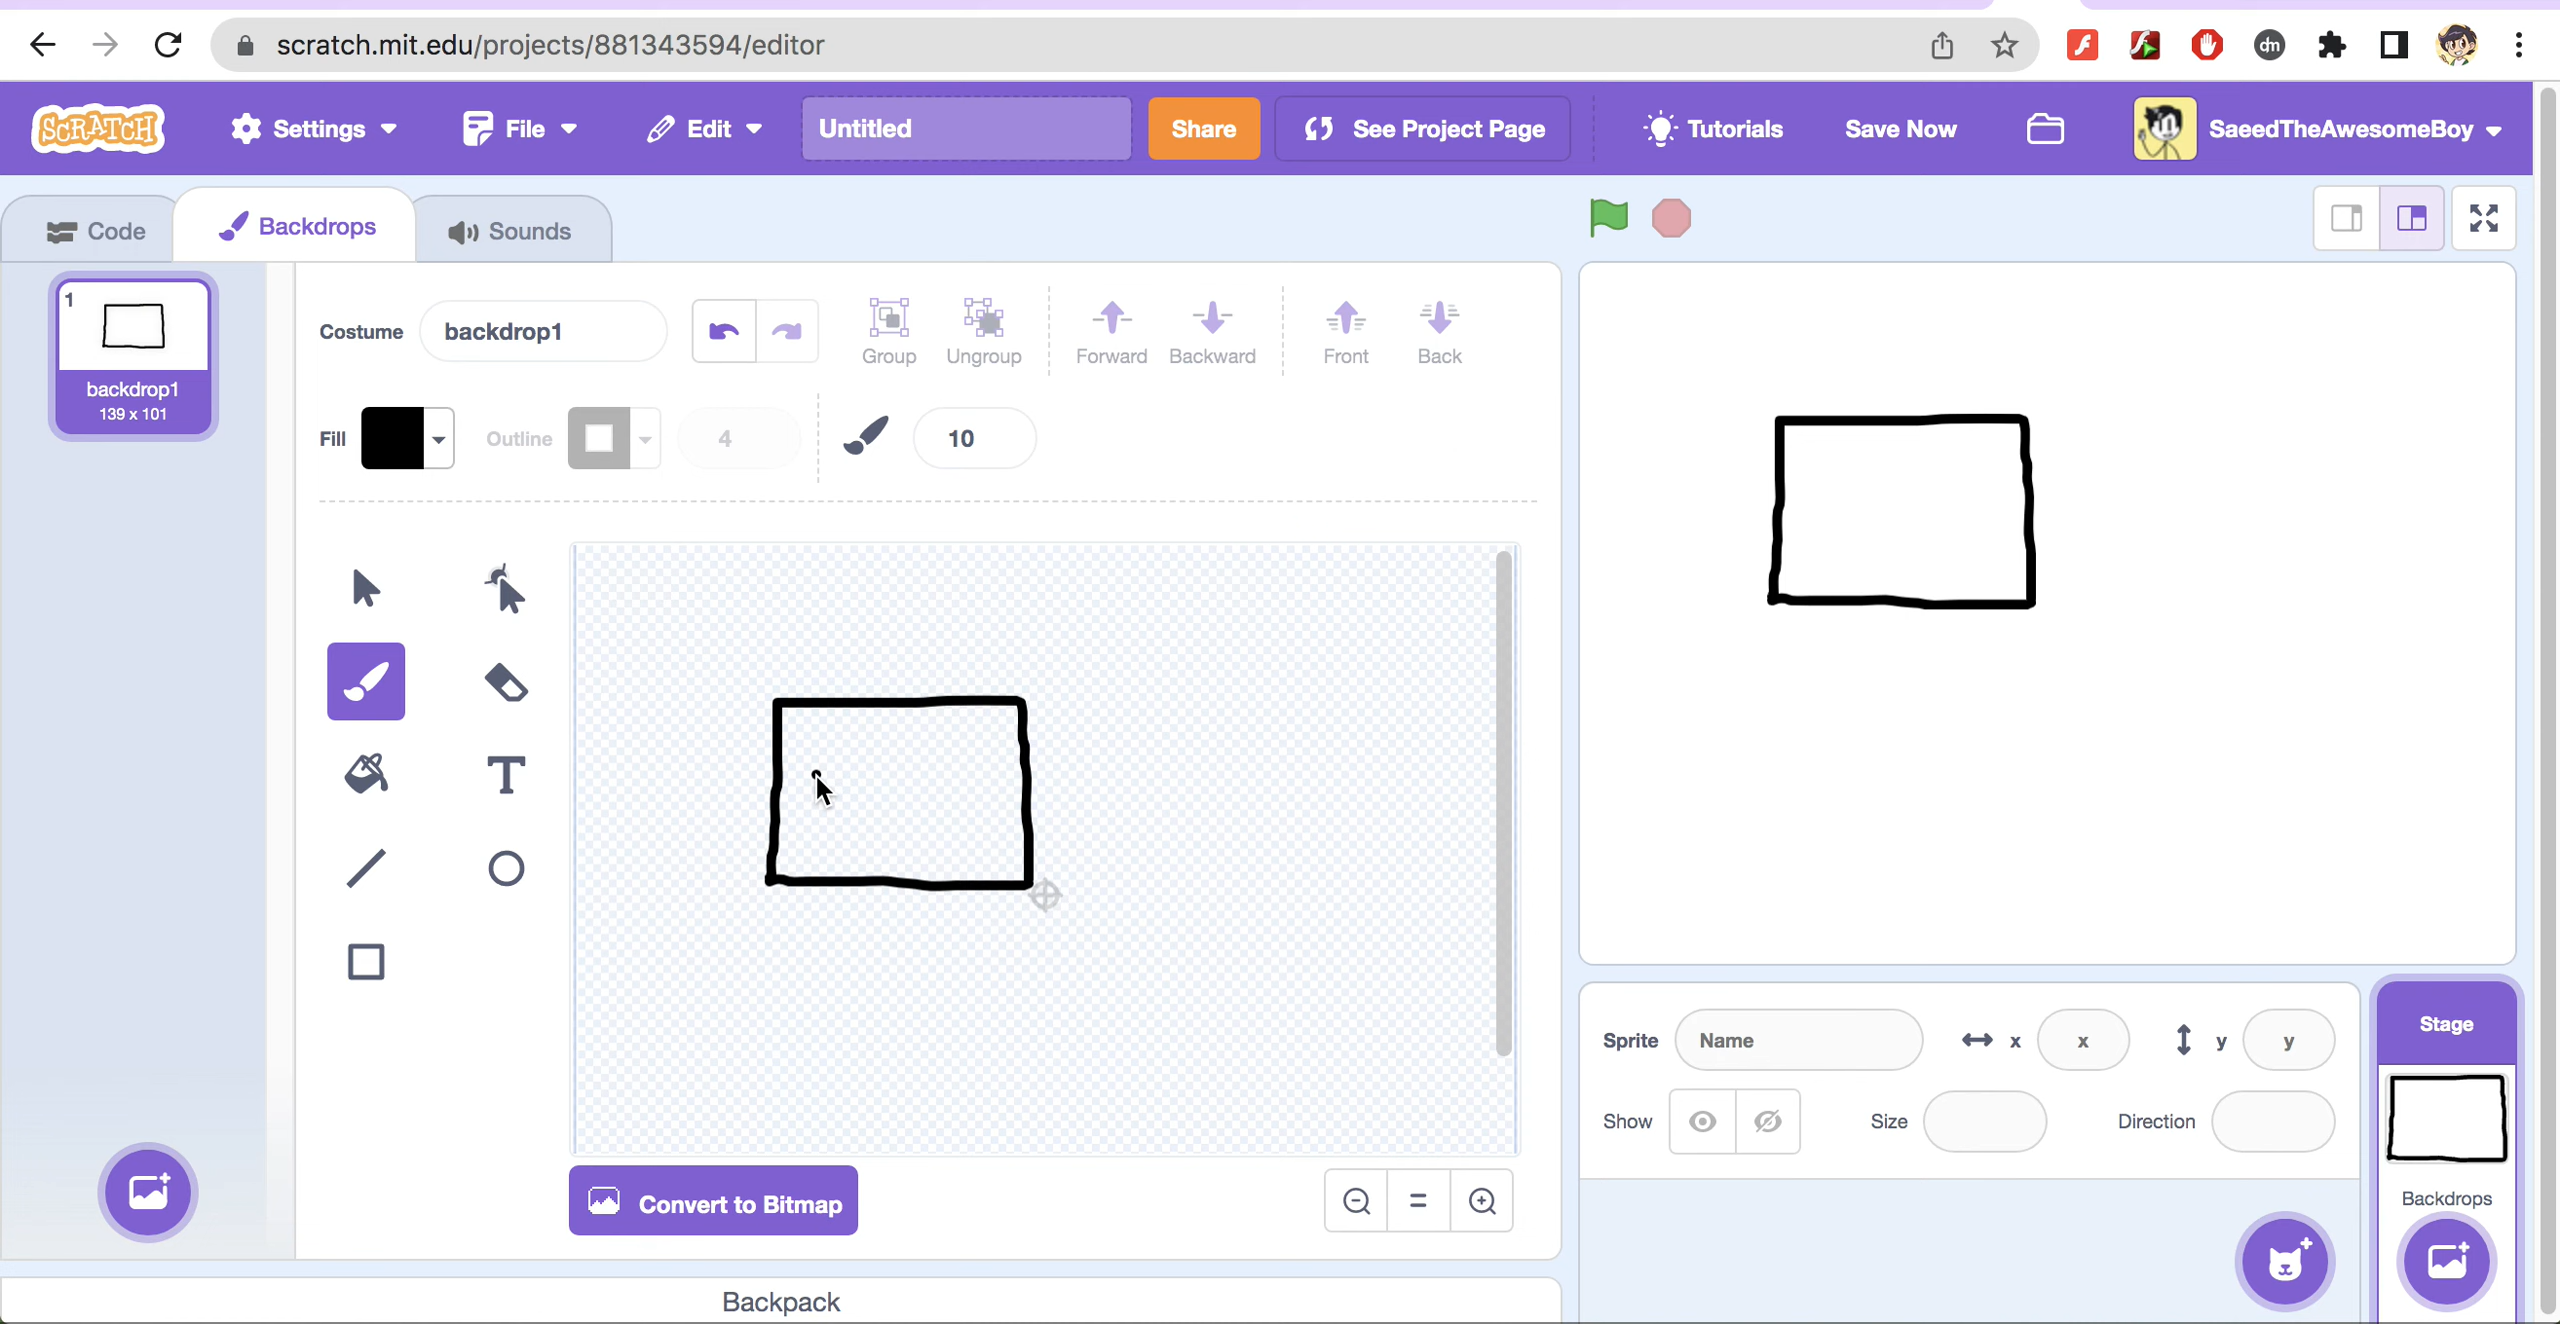 scratch.mit.edu/projects/881343594/editor
dm
SCRATCH Settings File Edit Untitled Share See Project Page Tutorials Save Now SaeedTheAwesomeBoy
Code Backdrops Sounds
1
backdrop1
139 x 101
Costume backdrop1
Group Ungroup Forward Backward Front Back
Fill Outline 4 10
T
Convert to Bitmap
=
Backpack
Sprite Name x x y y
Show Size Direction
Stage
Backdrops